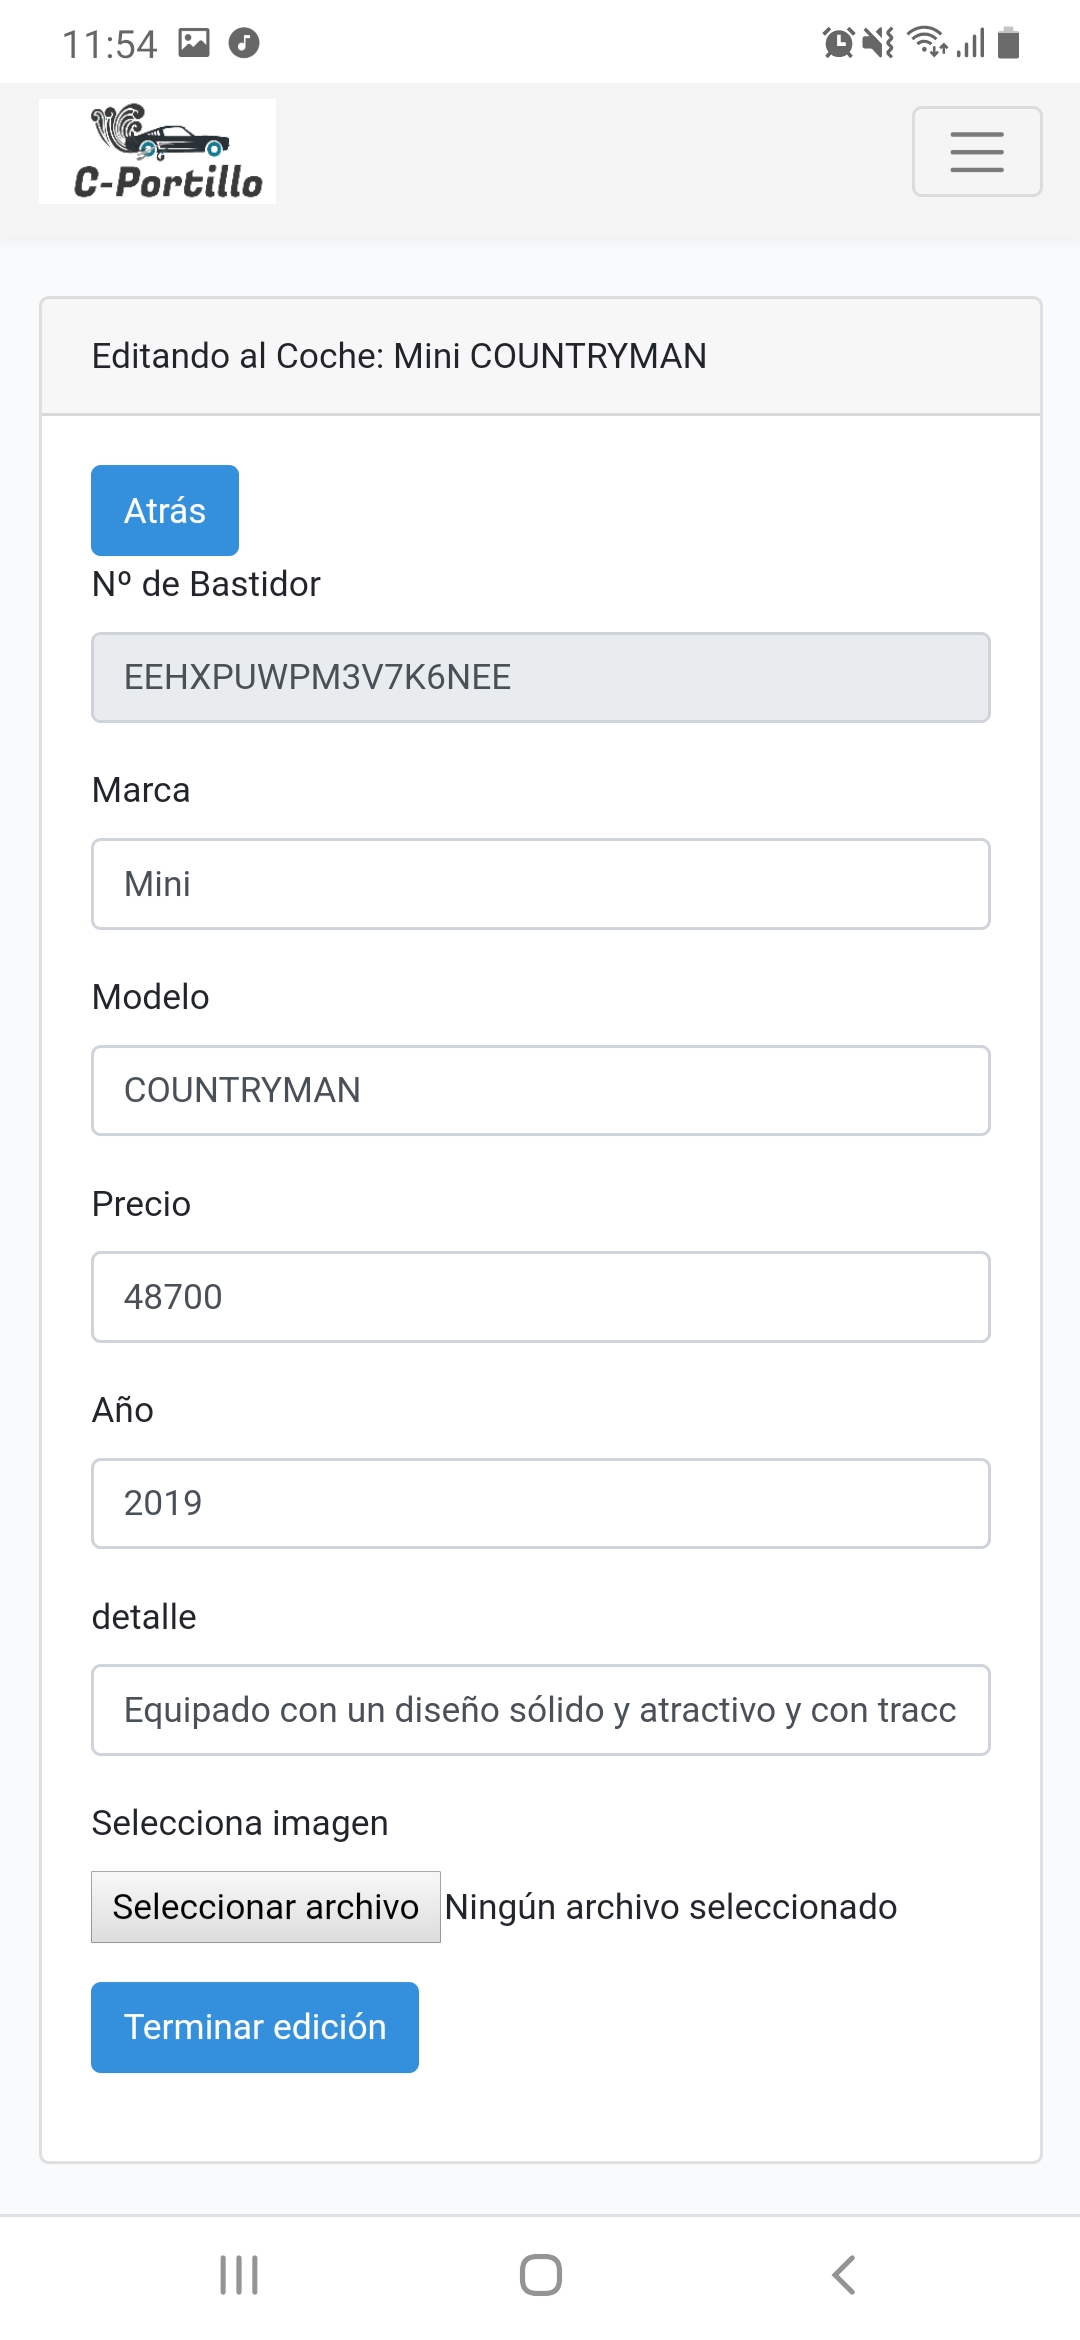 11:54
C-Portillo
Editando al Coche: Mini COUNTRYMAN
Atrás
Nº de Bastidor
EEHXPUWPM3V7K6NEE
Marca
Mini
Modelo
COUNTRYMAN
Precio
48700
Año
2019
detalle
Equipado con un diseño sólido y atractivo y con tracc
Selecciona imagen
Seleccionar archivo Ningún archivo seleccionado
Terminar edición